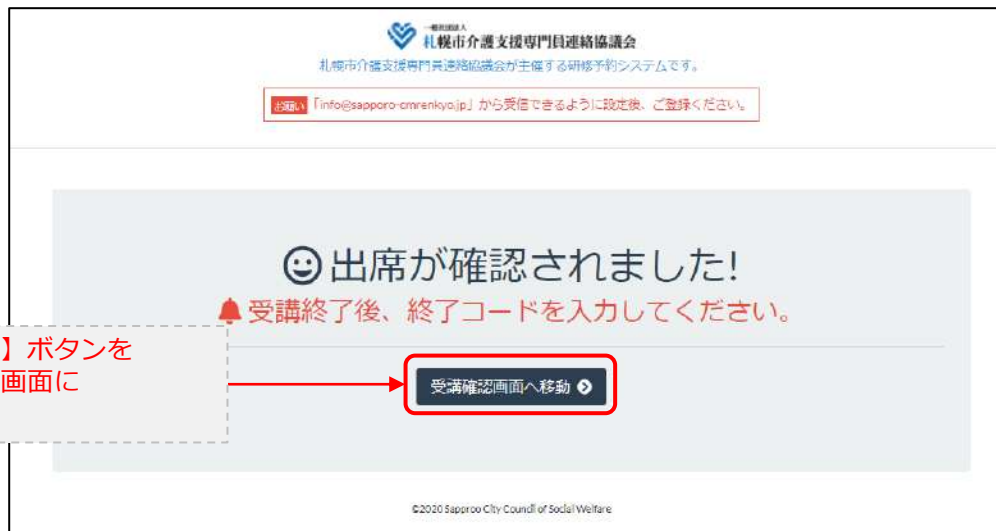 一般社団法人
札幌市介護支援専門員連絡協議会
札幌市介護支援専門員連絡協議会が主催する研修予約システムです。
お願い 「info@sapporo-cmrenkyo.jp」から受信できるように設定後、ご登録ください。
出席が確認されました!
受講終了後、終了コードを入力してください。
】ボタンを
画面に
受講確認画面へ移動
©2020 Sapproo City Council of Social Welfare